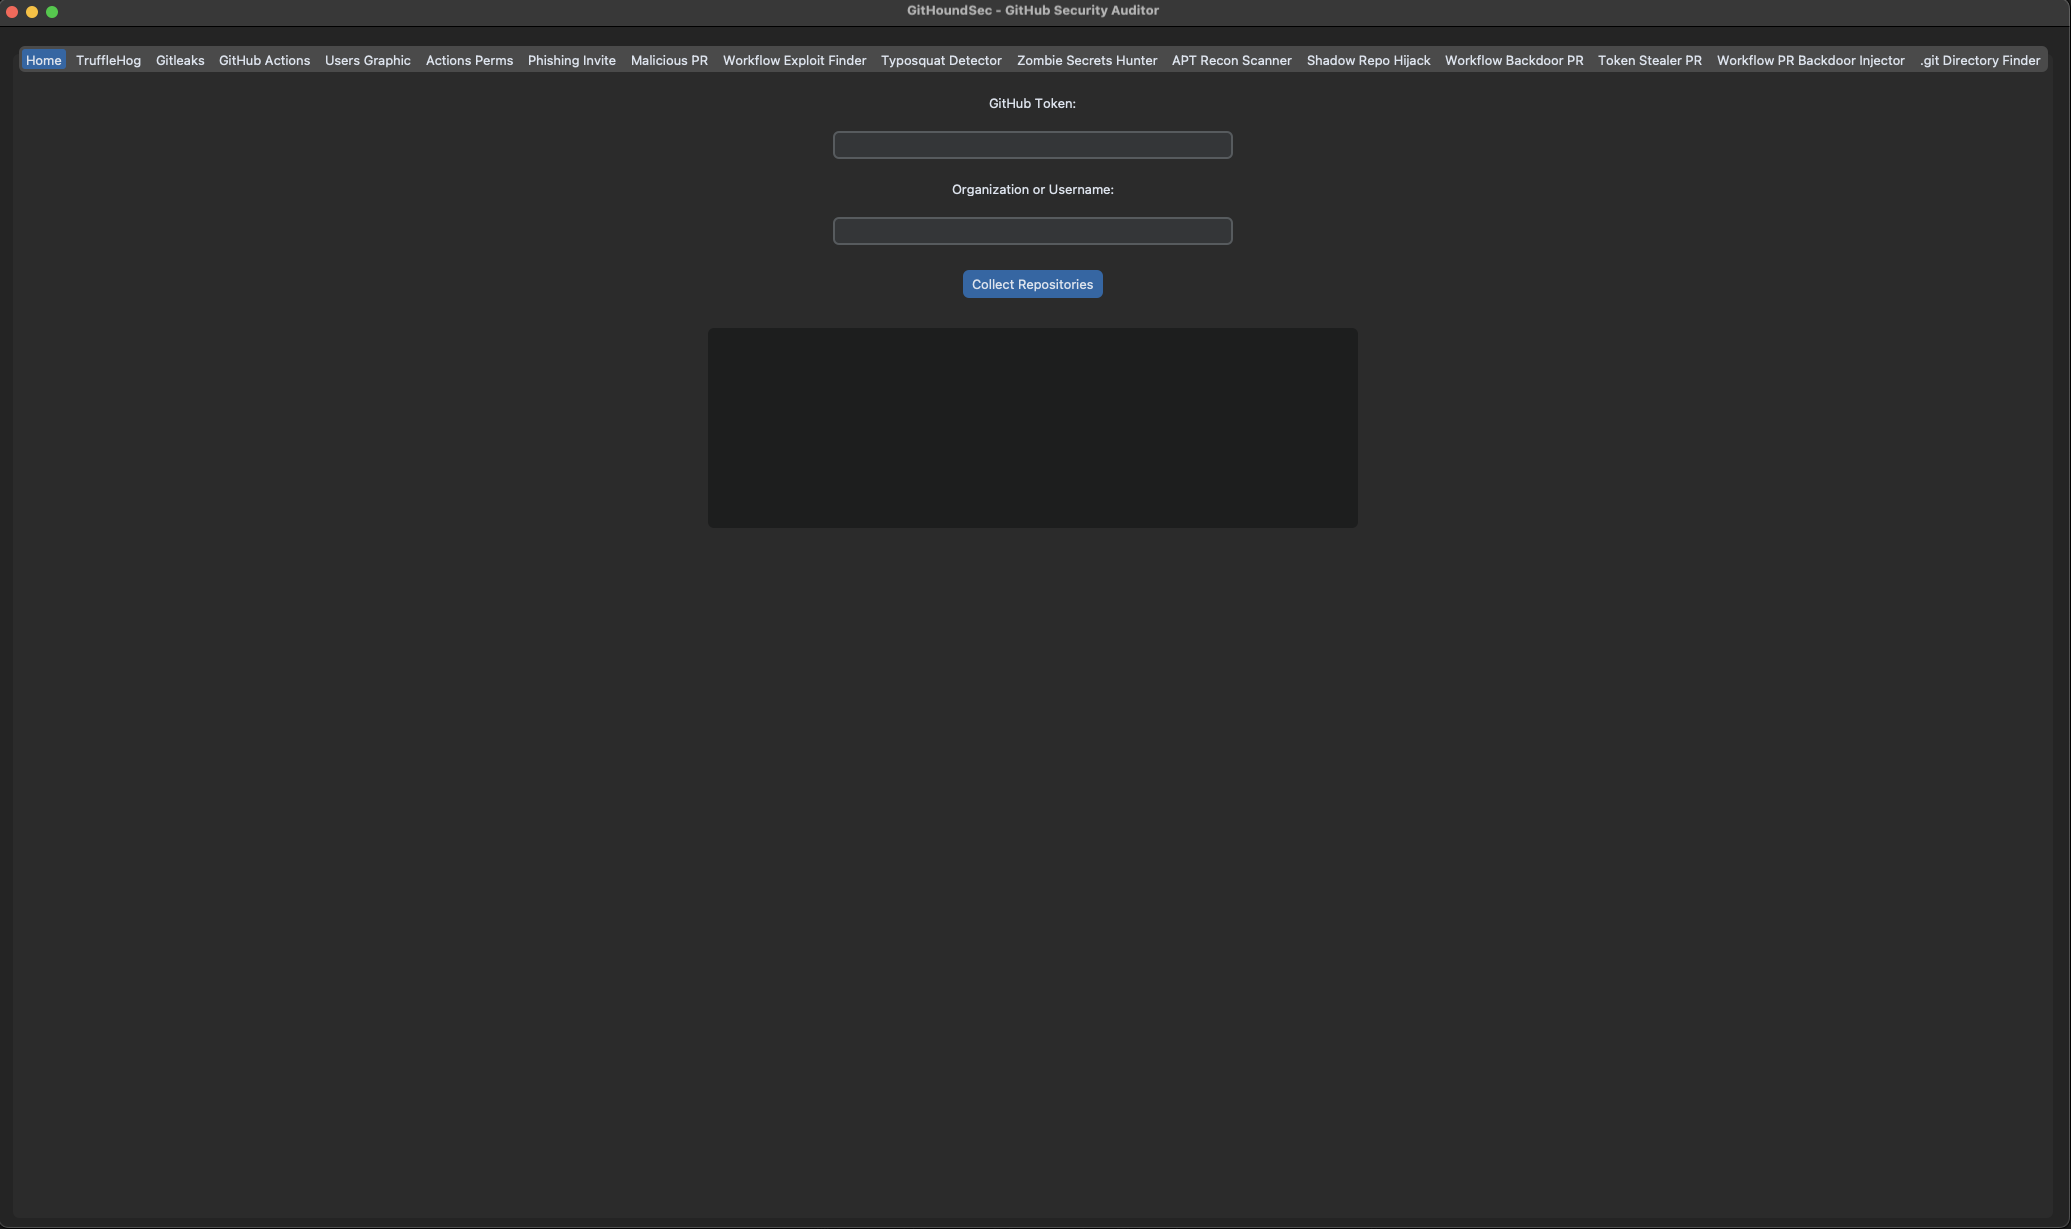 GitHoundSec - GitHub Security Auditor
Home TruffleHog Gitleaks GitHub Actions Users Graphic Actions Perms Phishing Invite Malicious PR Workflow Exploit Finder Typosquat Detector Zombie Secrets Hunter APT Recon Scanner Shadow Repo Hijack Workflow Backdoor PR Token Stealer PR Workflow PR Backdoor Injector .git Directory Finder
GitHub Token:
Organization or Username:
Collect Repositories